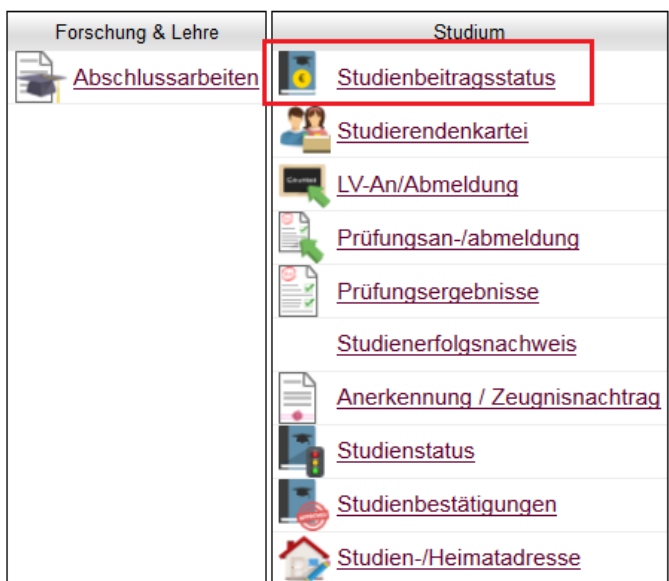 Forschung & Lehre
Abschlussarbeiten
Studium
Studienbeitragsstatus
Studierendenkartei
LV-An/Abmeldung
Prüfungsan-/abmeldung
Prüfungsergebnisse
Studienerfolgsnachweis
Anerkennung / Zeugnisnachtrag
Studienstatus
Studienbestätigungen
Studien-/Heimatadresse